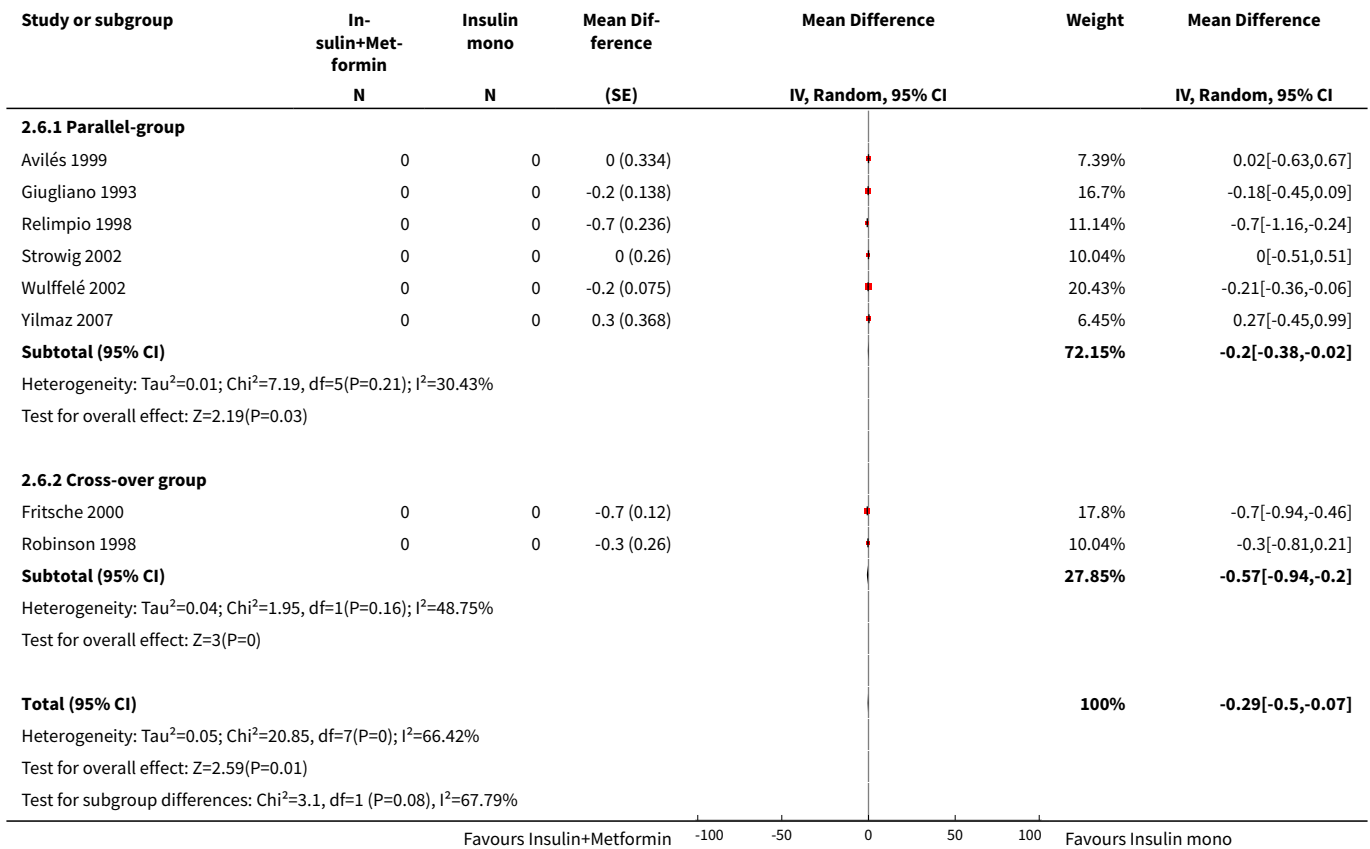 Study or subgroup In- Insulin Mean Dif- Mean Difference Weight Mean Difference
sulin+Met- mono ference
formin
N N (SE) IV, Random, 95% CI IV, Random, 95% CI
2.6.1 Parallel-group
Avilés 1999 0 0 0 (0.334) 7.39% 0.02[-0.63,0.67]
Giugliano 1993 0 0 -0.2 (0.138) 16.7% -0.18[-0.45,0.09]
Relimpio 1998 0 0 -0.7 (0.236) 11.14% -0.7[-1.16,-0.24]
Strowig 2002 0 0 0 (0.26) 10.04% 0[-0.51,0.51]
Wulffelé 2002 0 0 -0.2 (0.075) 20.43% -0.21[-0.36,-0.06]
Yilmaz 2007 0 0 0.3 (0.368) 6.45% 0.27[-0.45,0.99]
Subtotal (95% CI) 72.15% -0.2[-0.38,-0.02]
Heterogeneity: Tau²=0.01; Chi²=7.19, df=5(P=0.21); I²=30.43%
Test for overall effect: Z=2.19(P=0.03)
2.6.2 Cross-over group
Fritsche 2000 0 0 -0.7 (0.12) 17.8% -0.7[-0.94,-0.46]
Robinson 1998 0 0 -0.3 (0.26) 10.04% -0.3[-0.81,0.21]
Subtotal (95% CI) 27.85% -0.57[-0.94,-0.2]
Heterogeneity: Tau²=0.04; Chi²=1.95, df=1(P=0.16); I²=48.75%
Test for overall effect: Z=3(P=0)
Total (95% CI) 100% -0.29[-0.5,-0.07]
Heterogeneity: Tau²=0.05; Chi²=20.85, df=7(P=0); I²=66.42%
Test for overall effect: Z=2.59(P=0.01)
Test for subgroup differences: Chi²=3.1, df=1 (P=0.08), I²=67.79%
Favours Insulin+Metformin -100 -50 0 50 100 Favours Insulin mono